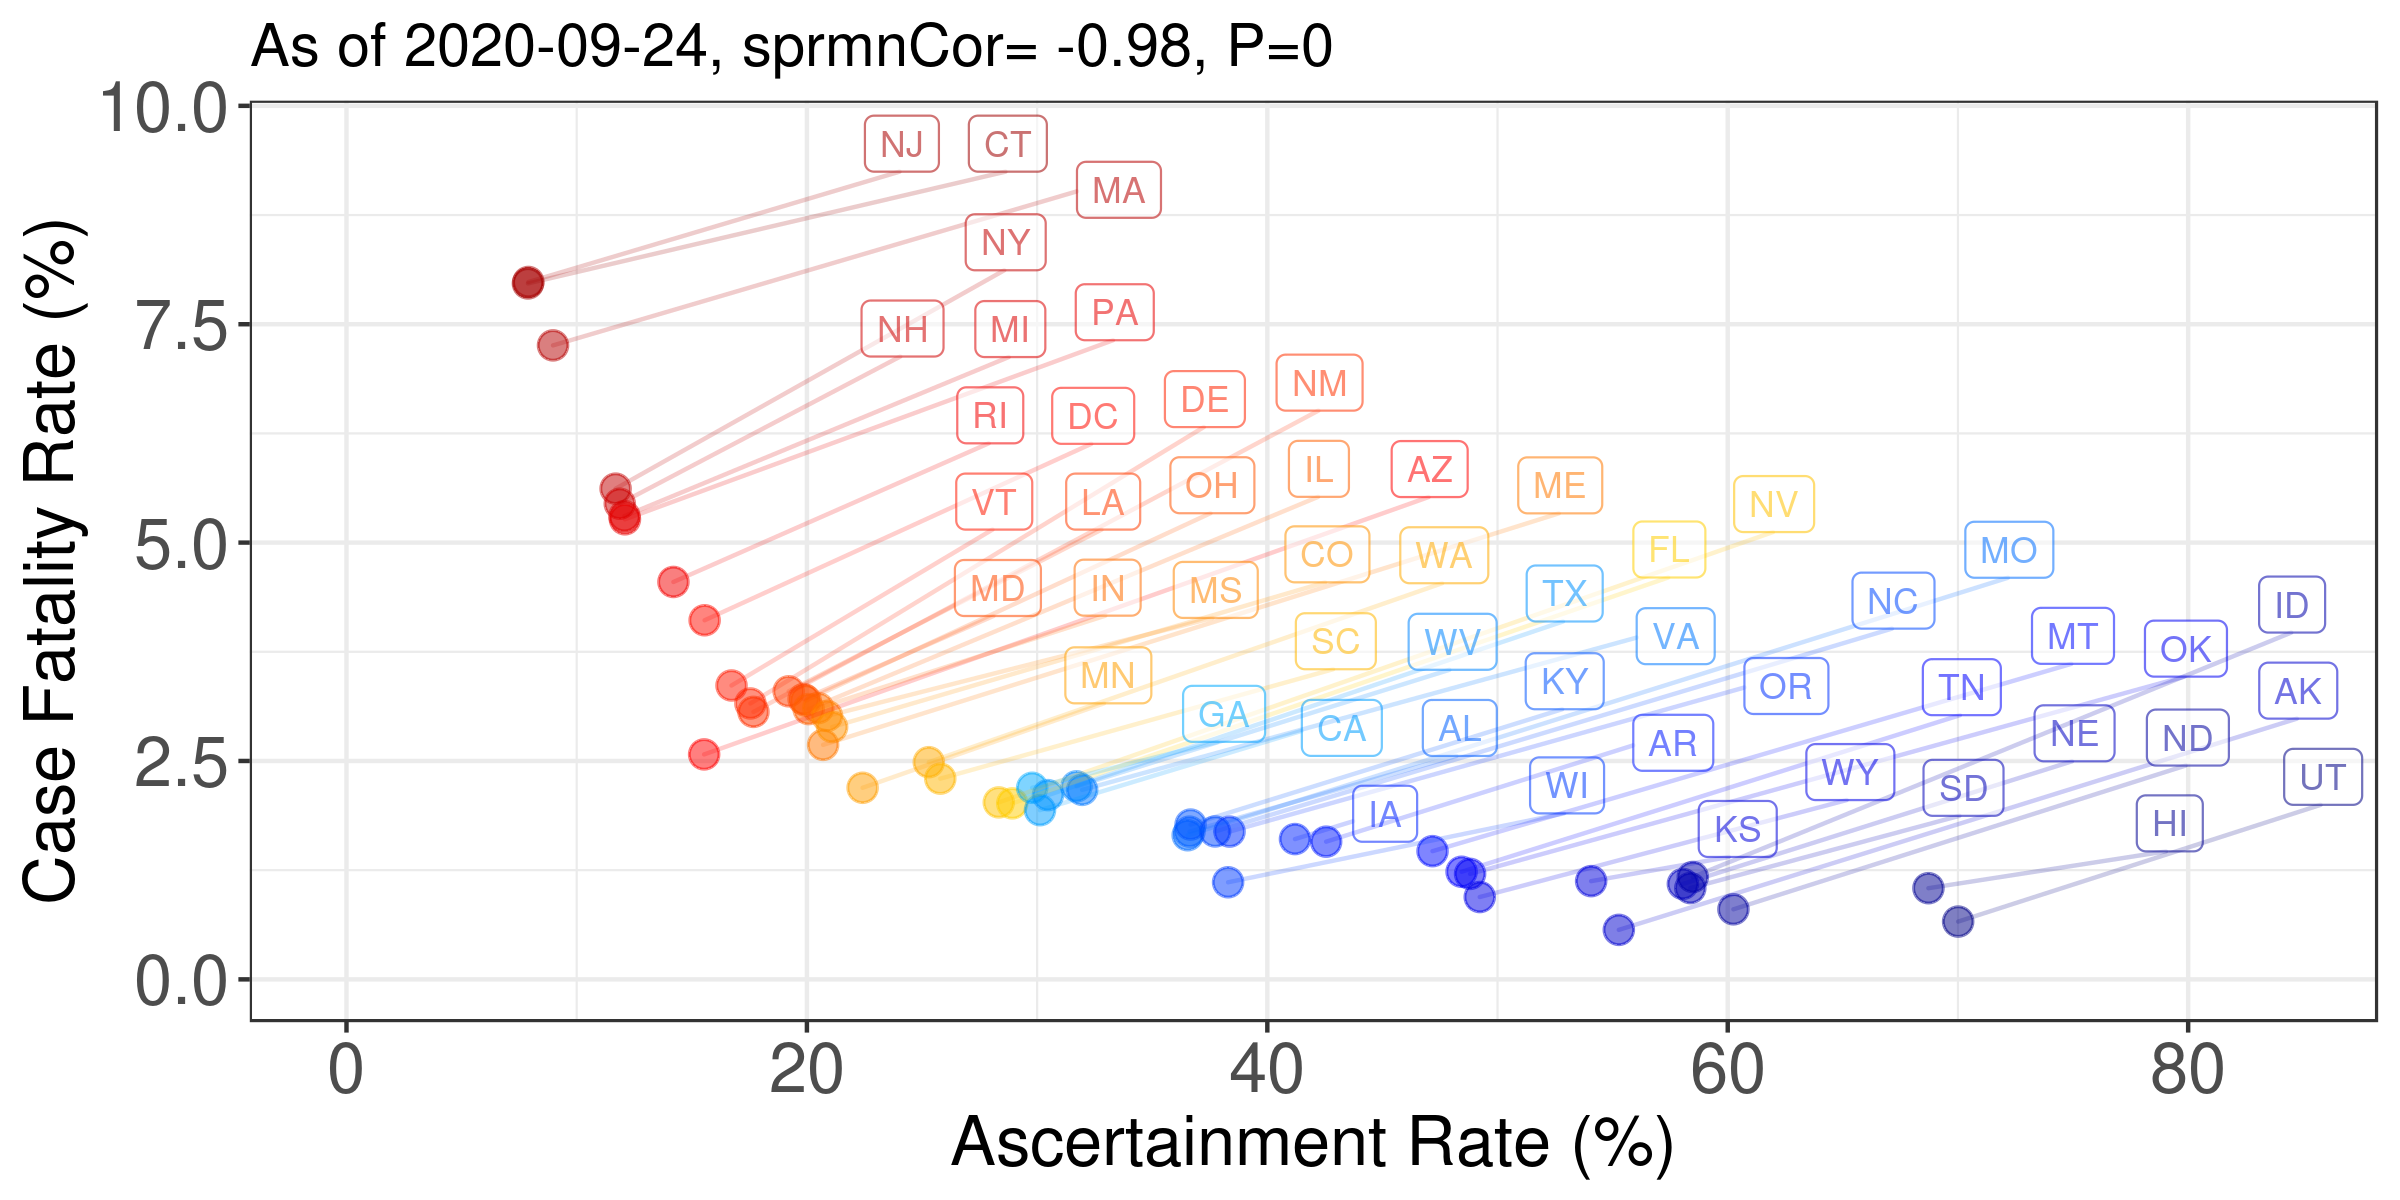 As of 2020-09-24, sprmnCor= -0.98, P=0
10.0
7.5
5.0
2.5
0.0
Case Fatality Rate (%)
NJ CT
MA
NY
NH MI PA
RI DC DE NM
VT LA OH IL AZ ME NV
MD IN MS CO WA FL MO
TX NC ID
MN SC WV VA MT OK
GA CA AL KY OR TN AK
AR NE ND
IA WI WY SD UT
KS HI
0 20 40 60 80
Ascertainment Rate (%)